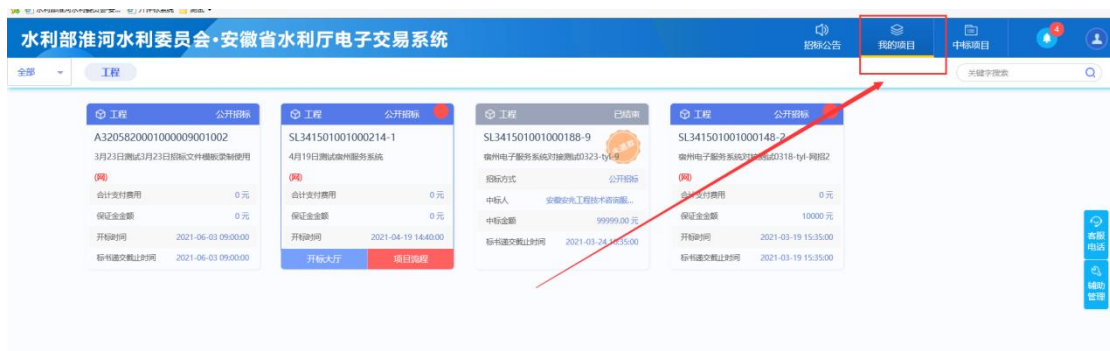 水利部淮河水利委员会·安徽省水利厅电子交易系统
招标公告
我的项目
中标项目
4
全部
工程
关键字搜索
工程 公开招标
A3205820001000009001002
3月23日测试3月23日招标文件模板录制使用
(网)
合计支付费用 0 元
保证金金额 0 元
开标时间 2021-06-03 09:00:00
标书递交截止时间 2021-06-03 09:00:00
工程 公开招标
SL341501001000214-1
4月19日测试宿州服务系统
(网)
合计支付费用 0 元
保证金金额 0 元
开标时间 2021-04-19 14:40:00
开标大厅 项目流程
工程 已结束
SL341501001000188-9
宿州电子服务系统对接测试0323-tyl-9
招标方式 公开招标
中标人 安徽安兆工程技术咨询服...
中标金额 99999.00 元
标书递交截止时间 2021-03-24 16:35:00
工程 公开招标
SL341501001000148-2
宿州电子服务系统对接测试0318-tyl-网招2
(网)
合计支付费用 0 元
保证金金额 10000 元
开标时间 2021-03-19 15:35:00
标书递交截止时间 2021-03-19 15:35:00
客服
电话
辅助
管理